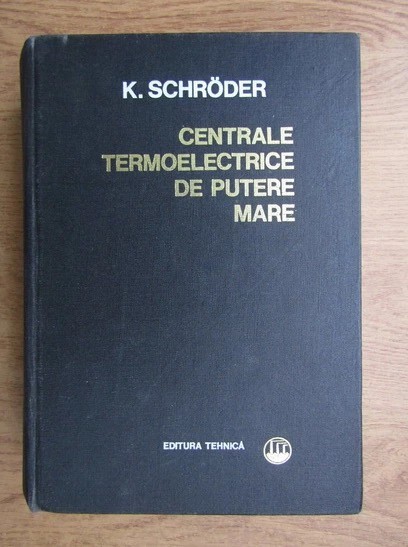 K. SCHRÖDER
CENTRALE
TERMOELECTRICE
DE PUTERE
MARE
EDITURA TEHNICĂ